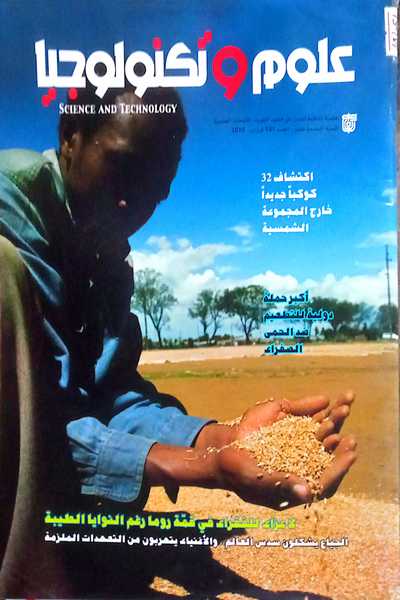 علوم وتكنولوجيا
SCIENCE AND TECHNOLOGY
اكتشاف 32
كوكباً جديداً
خارج المجموعة
الشمسية
أكبر حملة
دولية للتطعيم
ضد الحمى
الصفراء
لا عزاء للفقراء في قمّة روما رغم النوايا الطيبة
الجياع يشكلون سدس العالم.. والأغنياء يتهربون من التعهدات الملزمة